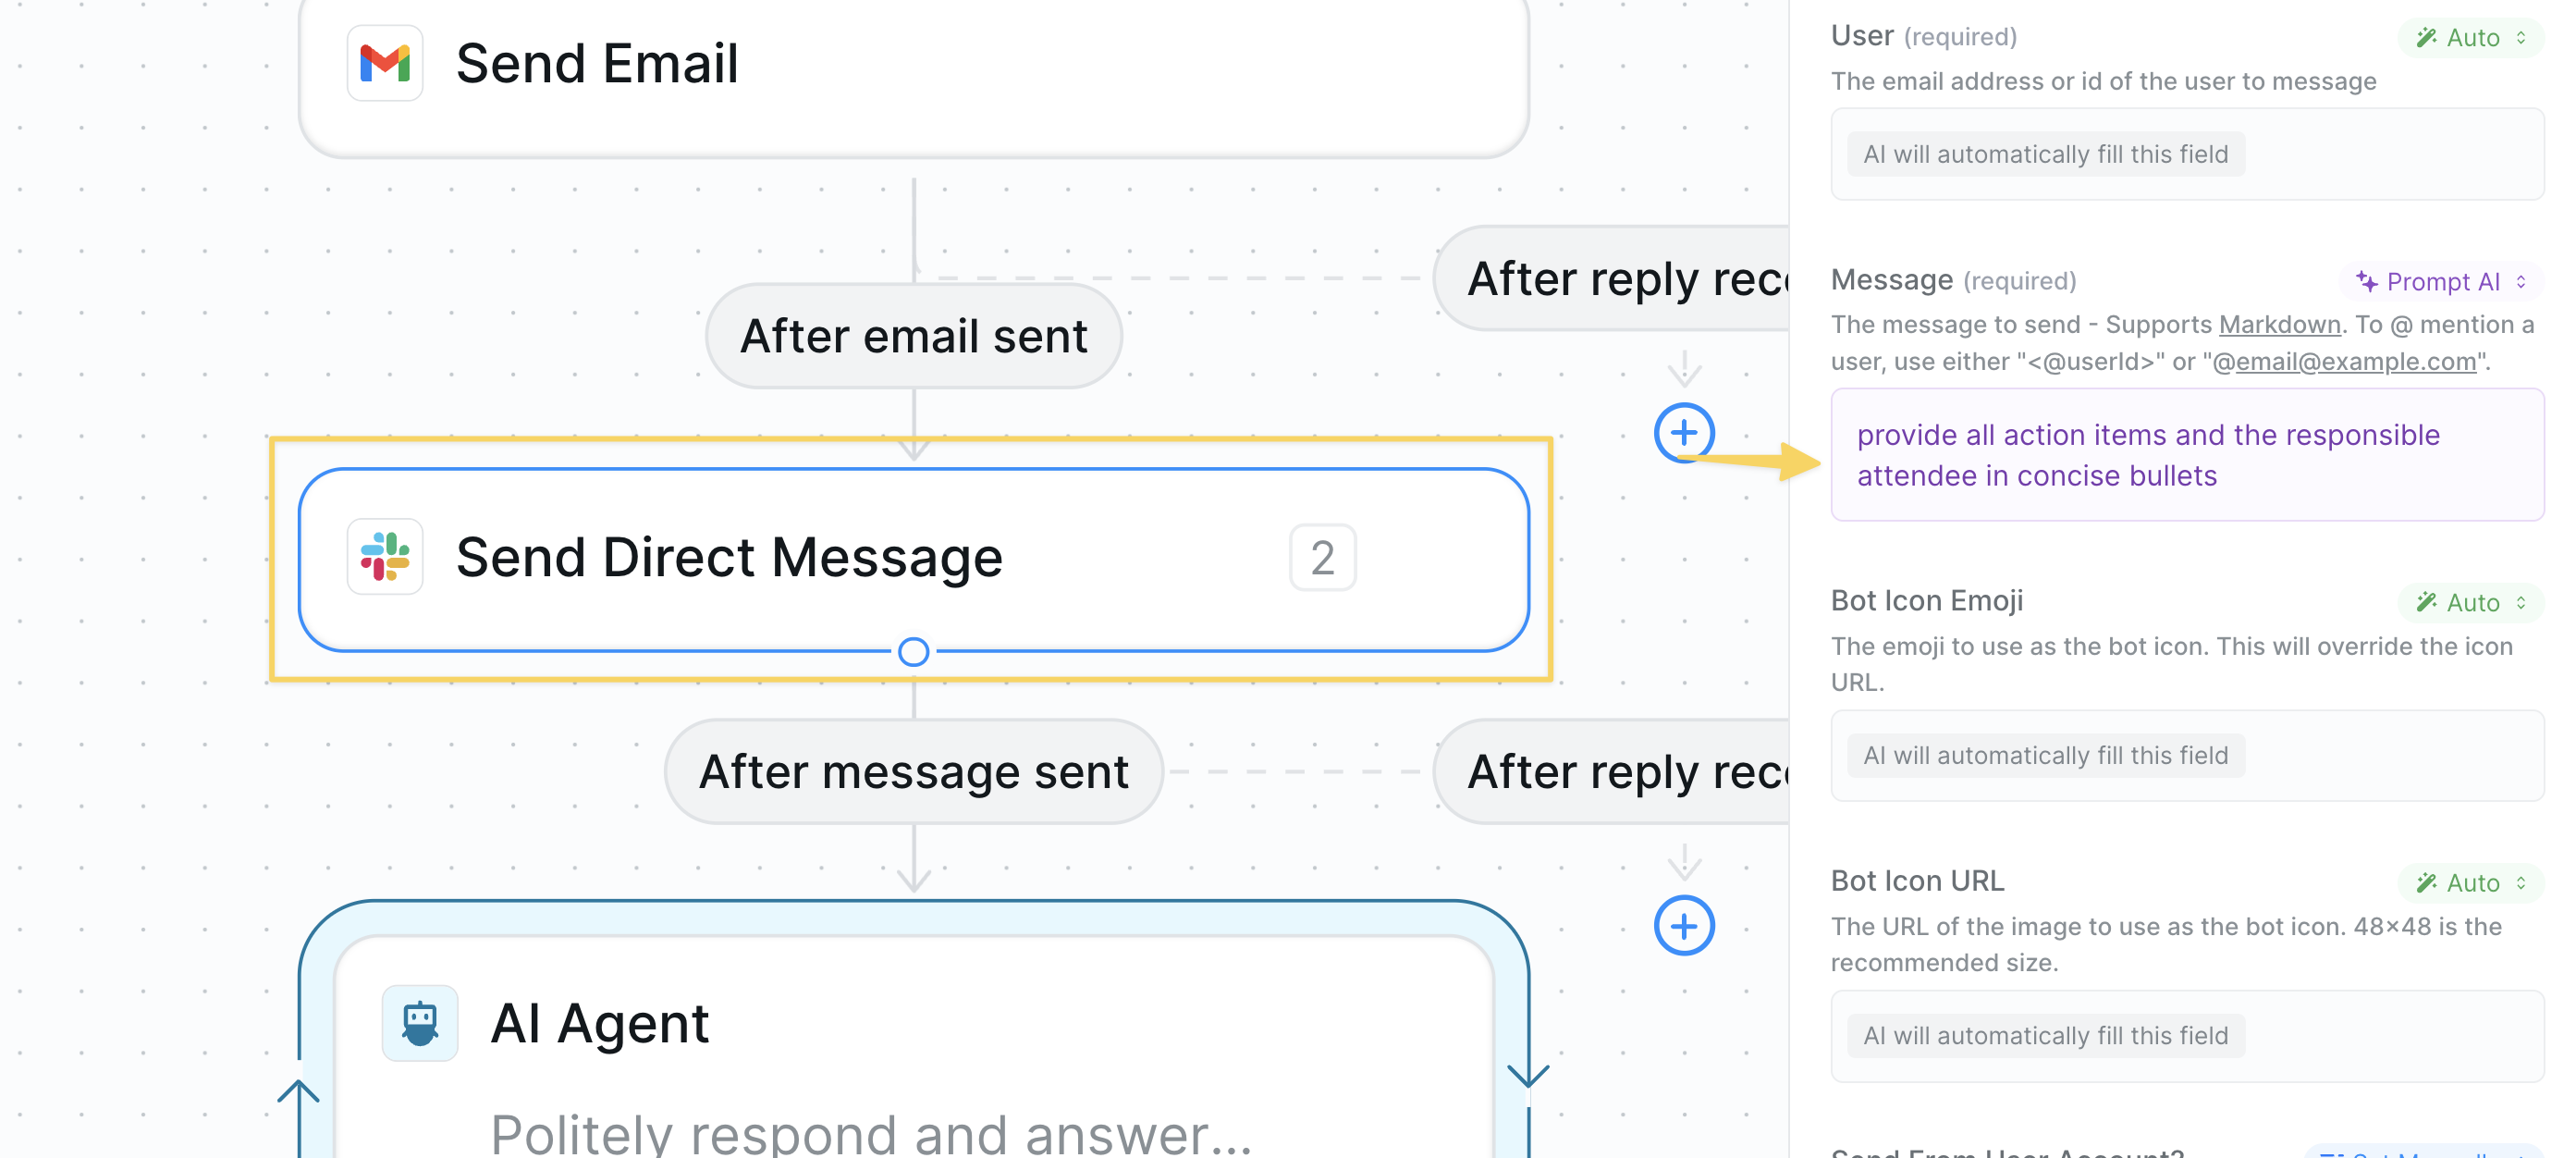 Send Email
After email sent
After reply rec
Send Direct Message
2
After message sent
After reply rec
AI Agent
Politely respond and answer...
User (required)
Auto
The email address or id of the user to message
AI will automatically fill this field
Message (required)
Prompt AI
The message to send - Supports Markdown. To @ mention a
user, use either "<@userId>" or "@email@example.com".
provide all action items and the responsible
attendee in concise bullets
Bot Icon Emoji
Auto
The emoji to use as the bot icon. This will override the icon
URL.
AI will automatically fill this field
Bot Icon URL
Auto
The URL of the image to use as the bot icon. 48×48 is the
recommended size.
AI will automatically fill this field
Send From User Account?